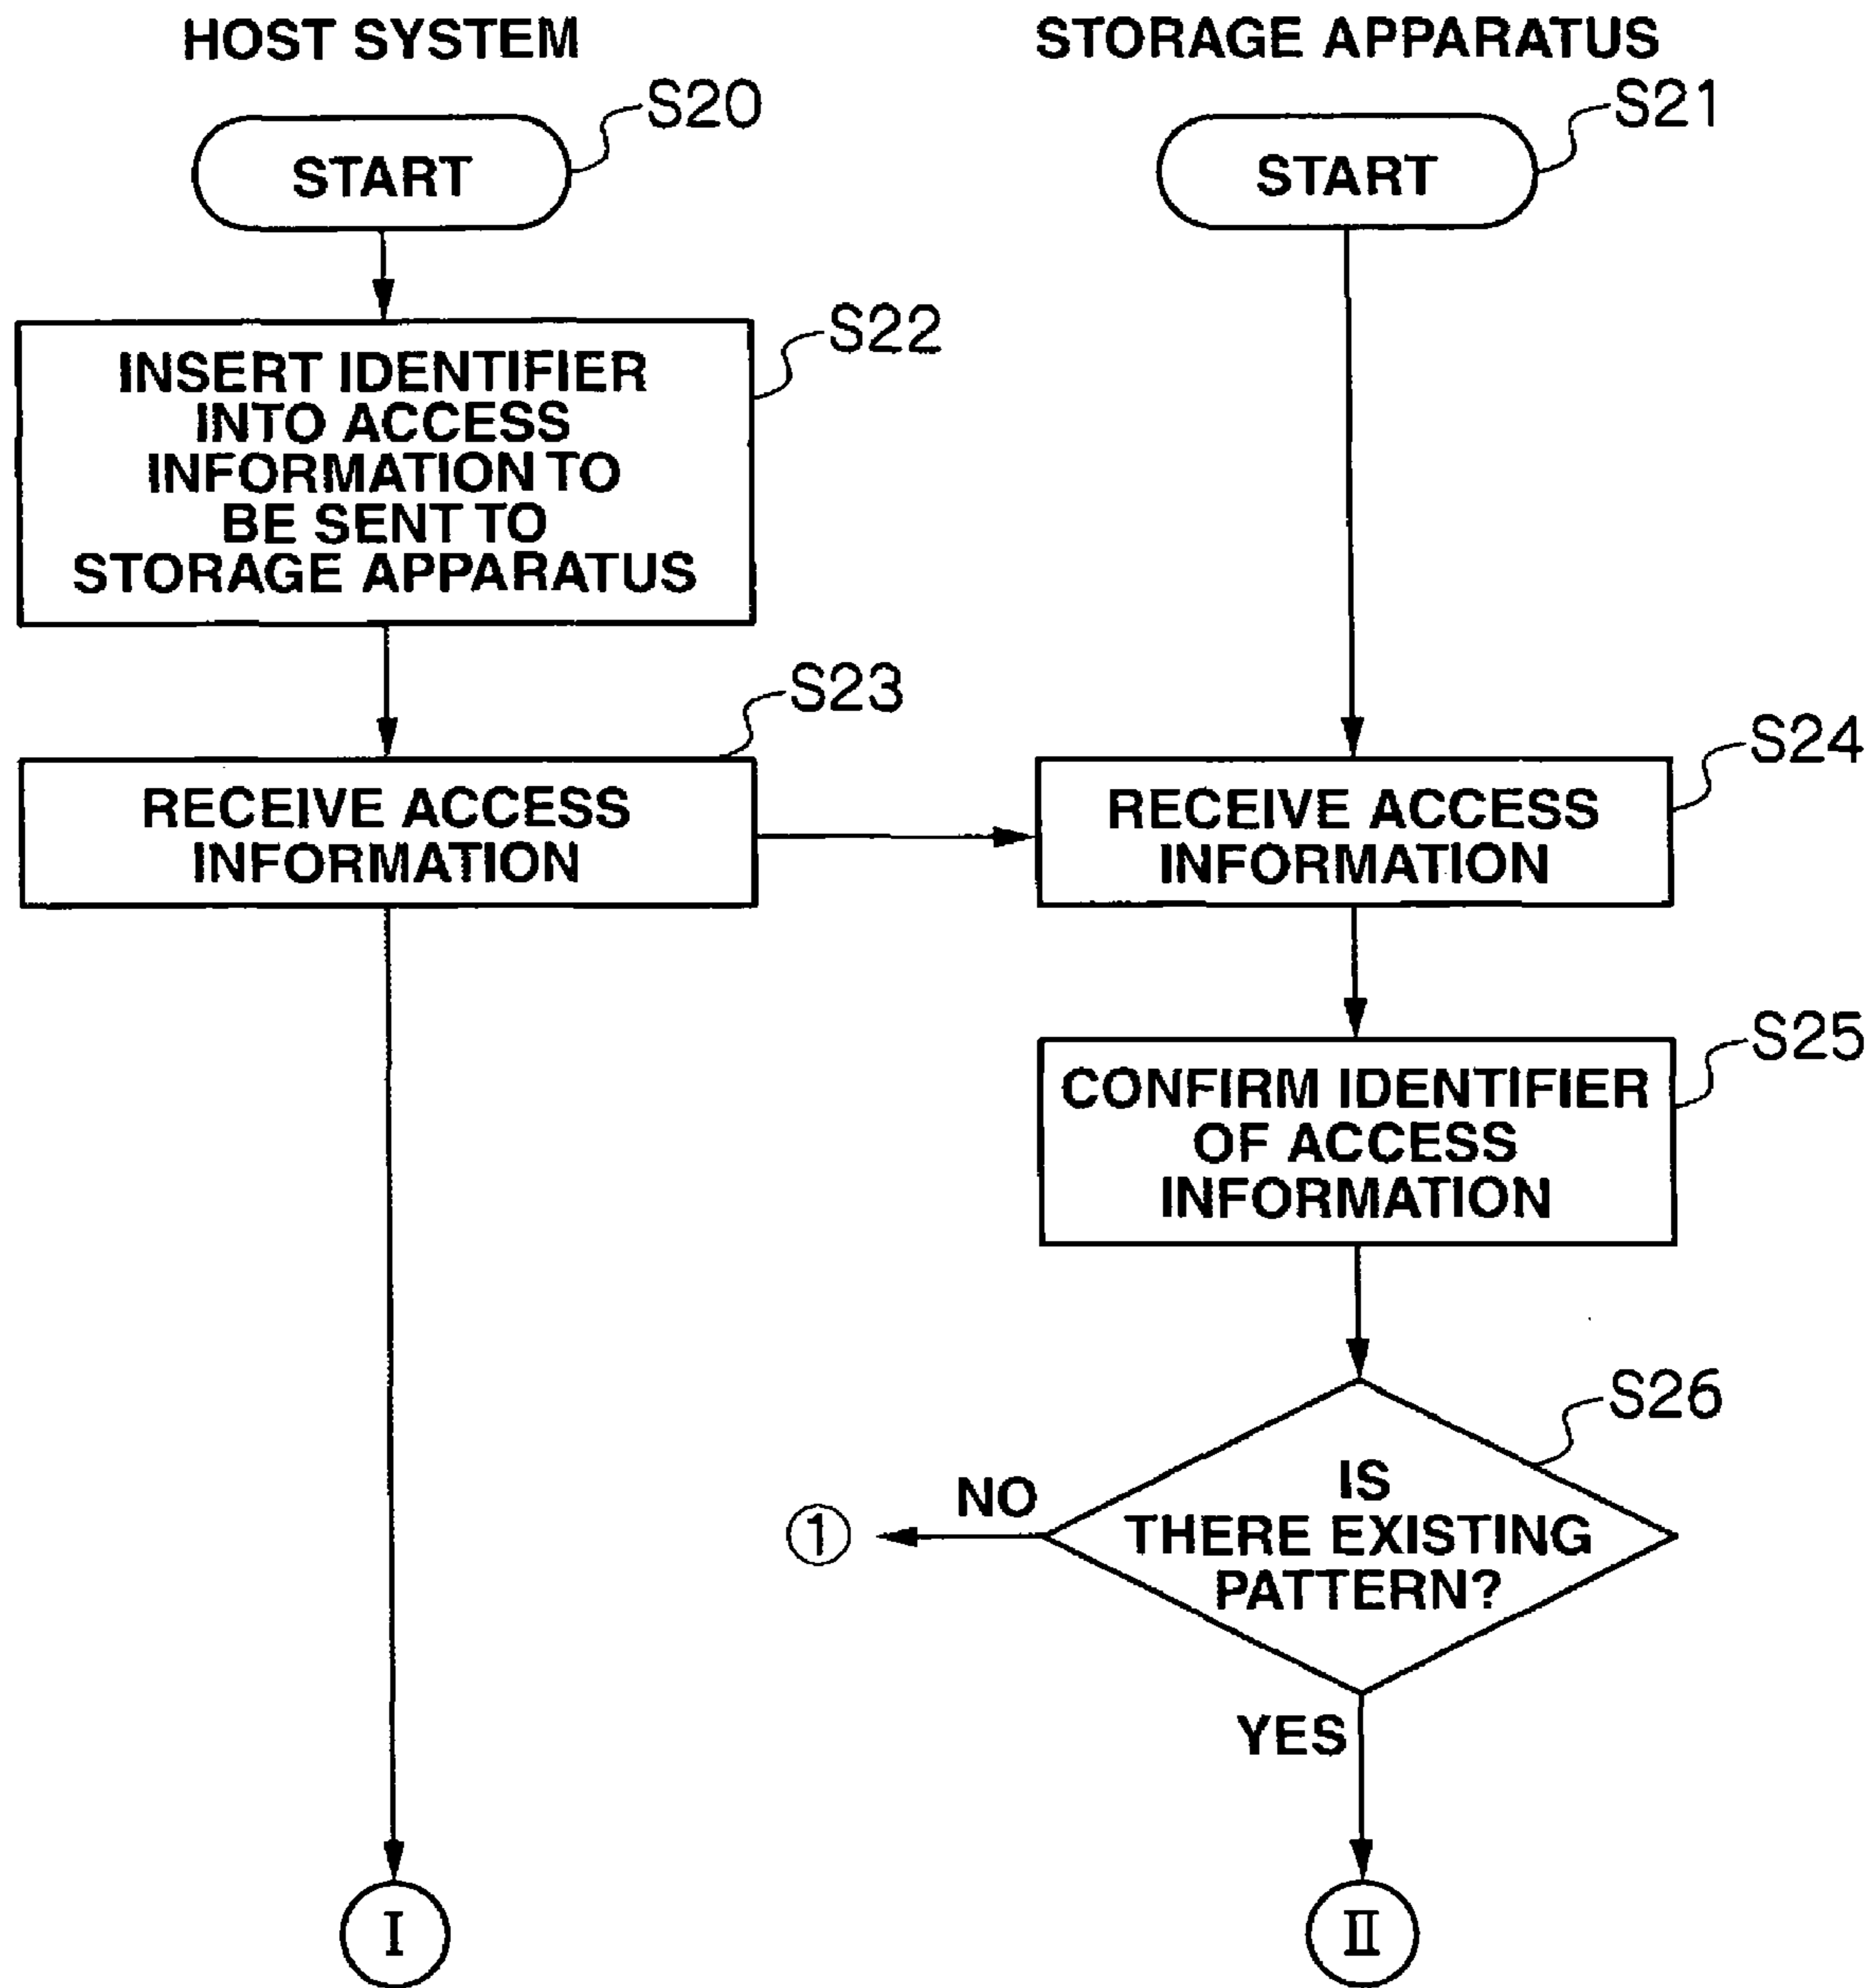 HOST SYSTEM
STORAGE APPARATUS
S20
S21
START
START
S22
INSERT IDENTIFIER
INTO ACCESS
INFORMATION TO
BE SENT TO
STORAGE APPARATUS
S23
S24
RECEIVE ACCESS
INFORMATION
RECEIVE ACCESS
INFORMATION
S25
CONFIRM IDENTIFIER
OF ACCESS
INFORMATION
S26
IS
THERE EXISTING
PATTERN?
NO
1
YES
I
II